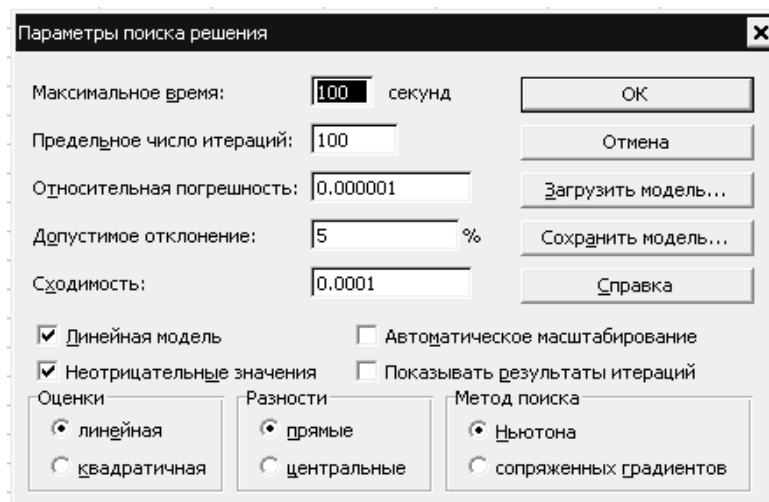 Параметры поиска решения
Максимальное время: 100 секунд ОК
Предельное число итераций: 100 Отмена
Относительная погрешность: 0.000001 Загрузить модель...
Допустимое отклонение: 5 % Сохранить модель...
Сходимость: 0.0001 Справка
Линейная модель Автоматическое масштабирование
Неотрицательные значения Показывать результаты итераций
Оценки Разности Метод поиска
линейная прямые Ньютона
квадратичная центральные сопряженных градиентов